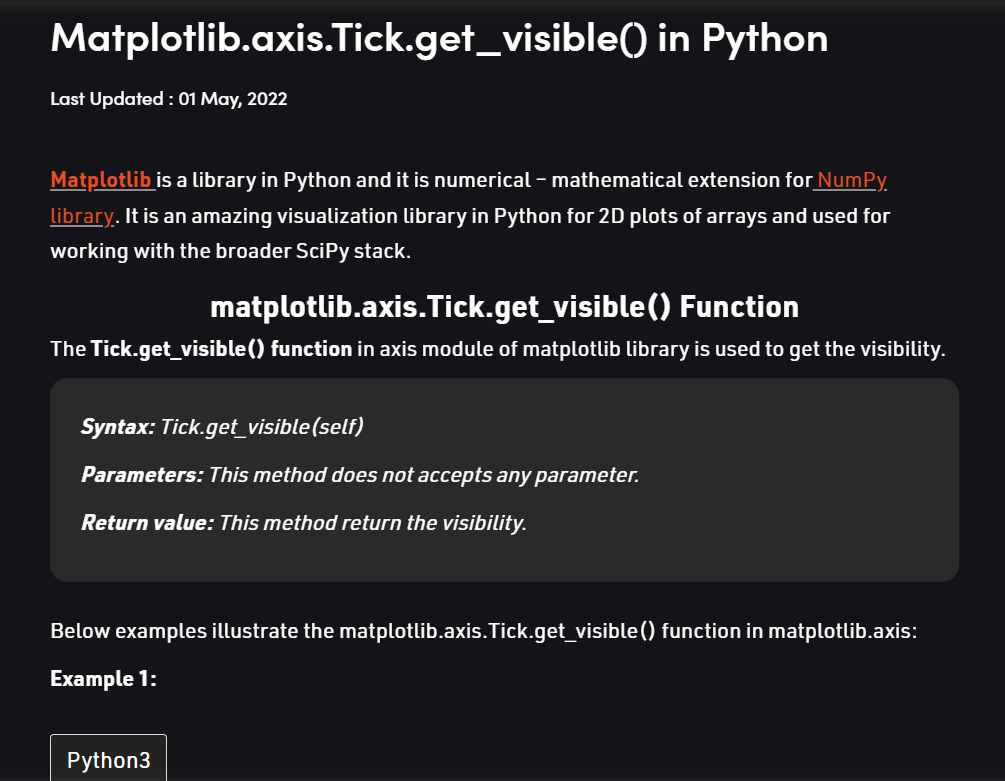 Matplotlib.axis.Tick.get_visible() in Python
Last Updated : 01 May, 2022
Matplotlib is a library in Python and it is numerical – mathematical extension for NumPy
library. It is an amazing visualization library in Python for 2D plots of arrays and used for
working with the broader SciPy stack.
matplotlib.axis.Tick.get_visible() Function
The Tick.get_visible() function in axis module of matplotlib library is used to get the visibility.
Syntax: Tick.get_visible(self)
Parameters: This method does not accepts any parameter.
Return value: This method return the visibility.
Below examples illustrate the matplotlib.axis.Tick.get_visible() function in matplotlib.axis:
Example 1:
Python3